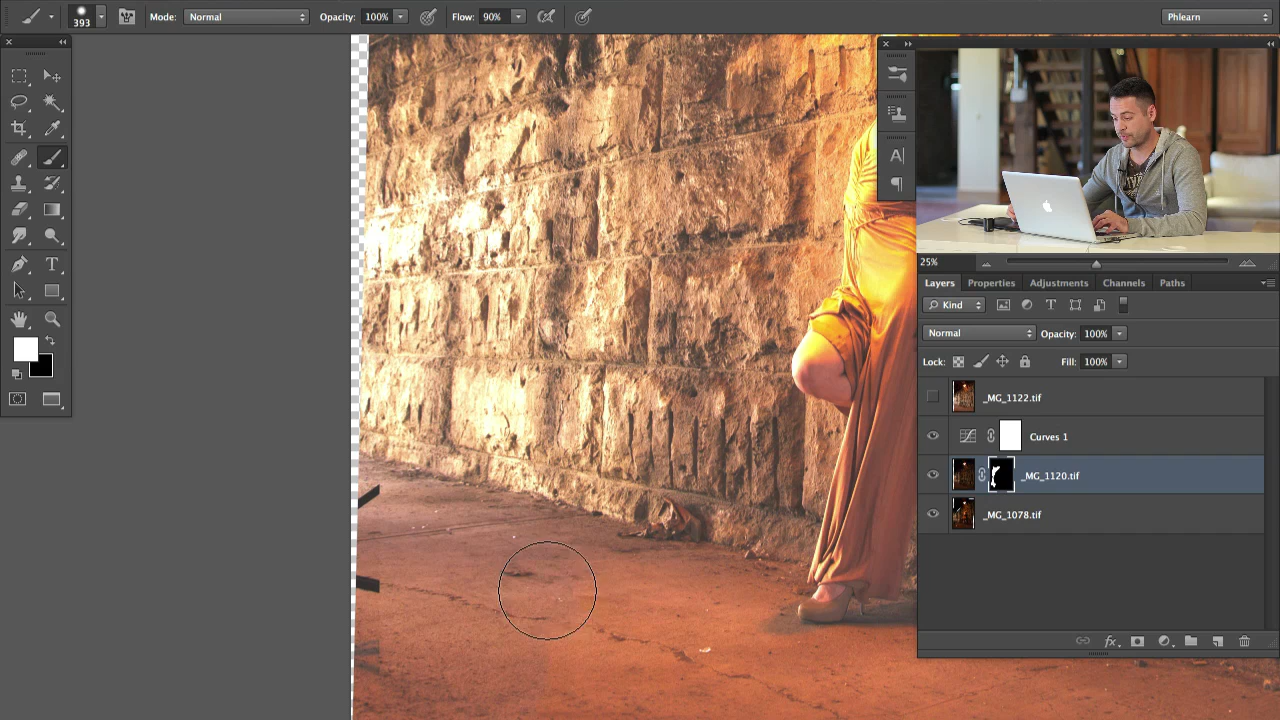 393
Mode: Normal Opacity: 100% Flow: 90%
Phlearn
25%
Layers Properties Adjustments Channels Paths
Kind
Normal Opacity: 100%
Lock: Fill: 100%
_MG_1122.tif
Curves 1
_MG_1120.tif
_MG_1078.tif